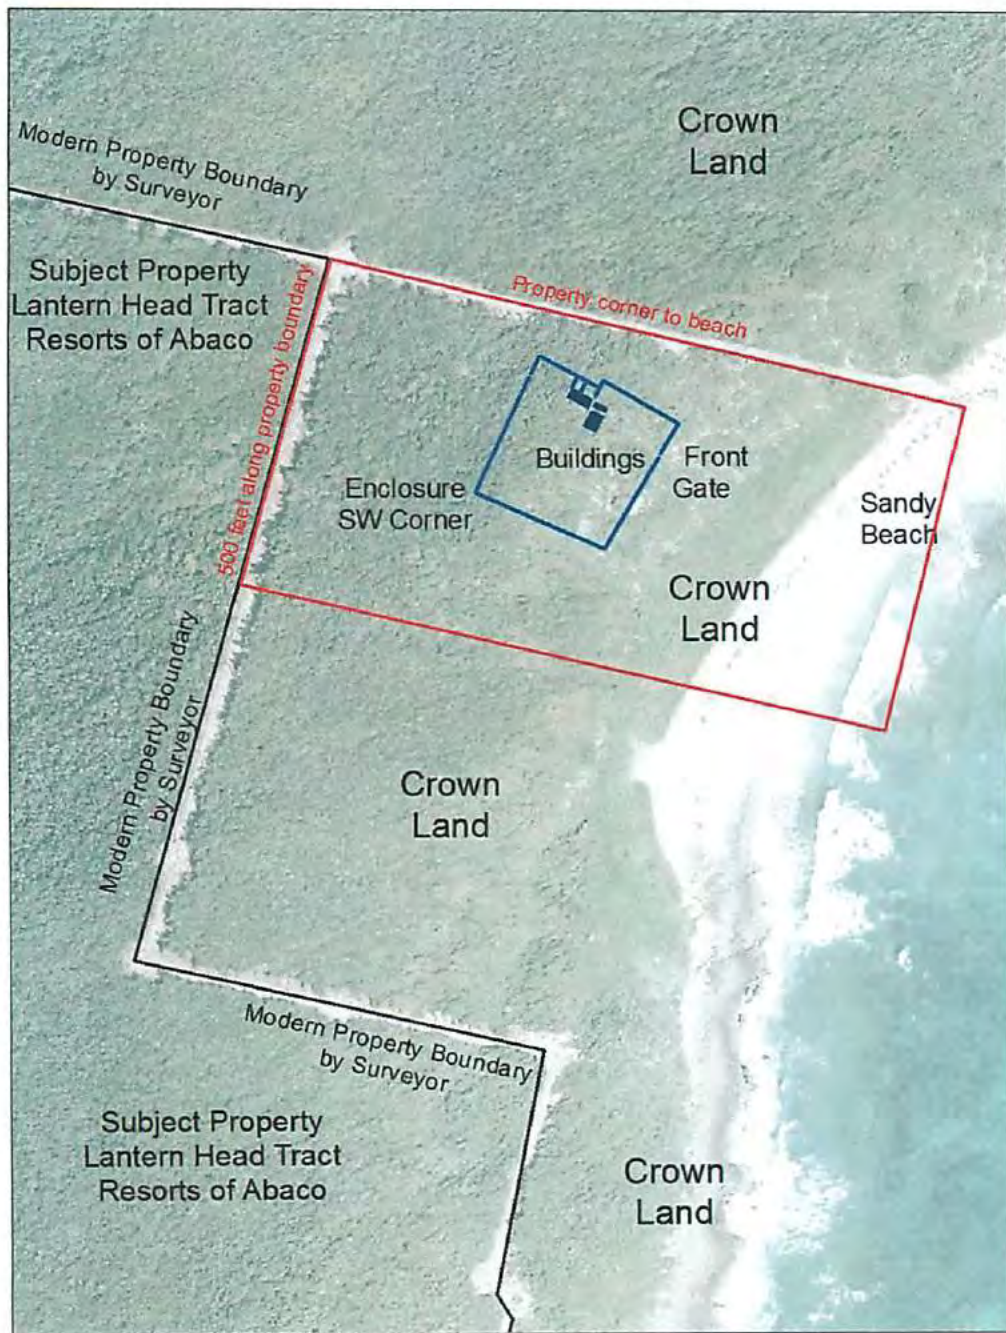 Crown
Land
Modern Property Boundary
by Surveyor
Subject Property
Lantern Head Tract
Resorts of Abaco
Property corner to beach
500 feet along property boundary
Buildings
Front
Gate
Enclosure
SW Corner
Sandy
Beach
Crown
Land
Modern Property Boundary
by Surveyor
Crown
Land
Modern Property Boundary
by Surveyor
Subject Property
Lantern Head Tract
Resorts of Abaco
Crown
Land